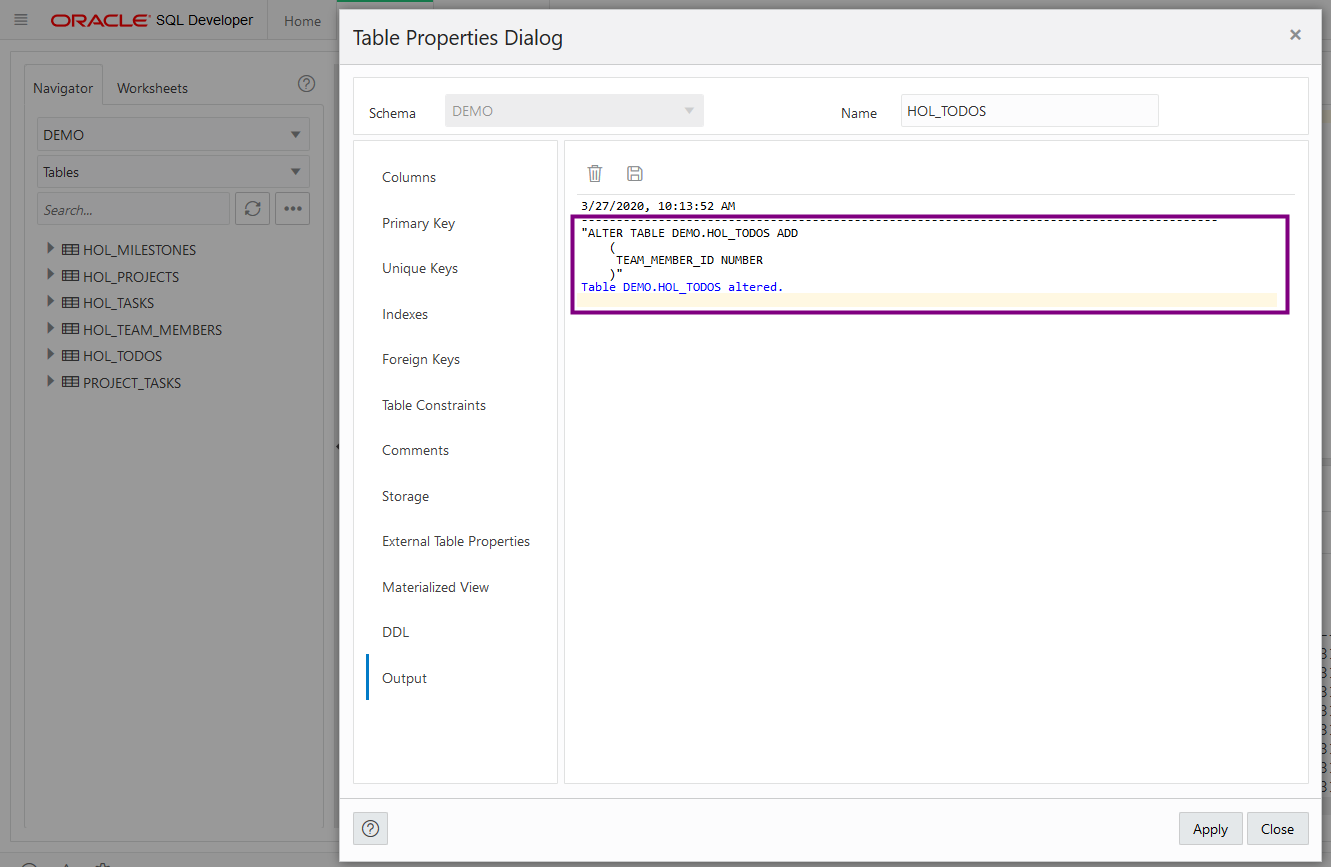 ORACLE SQL Developer
Home
Navigator
Worksheets
DEMO
Tables
Search...
HOL_MILESTONES
HOL_PROJECTS
HOL_TASKS
HOL_TEAM_MEMBERS
HOL_TODOS
PROJECT_TASKS
Table Properties Dialog
Schema
DEMO
Name
HOL_TODOS
Columns
Primary Key
Unique Keys
Indexes
Foreign Keys
Table Constraints
Comments
Storage
External Table Properties
Materialized View
DDL
Output
3/27/2020, 10:13:52 AM
"ALTER TABLE DEMO.HOL_TODOS ADD
(
TEAM_MEMBER_ID NUMBER
)"
Table DEMO.HOL_TODOS altered.
Apply
Close